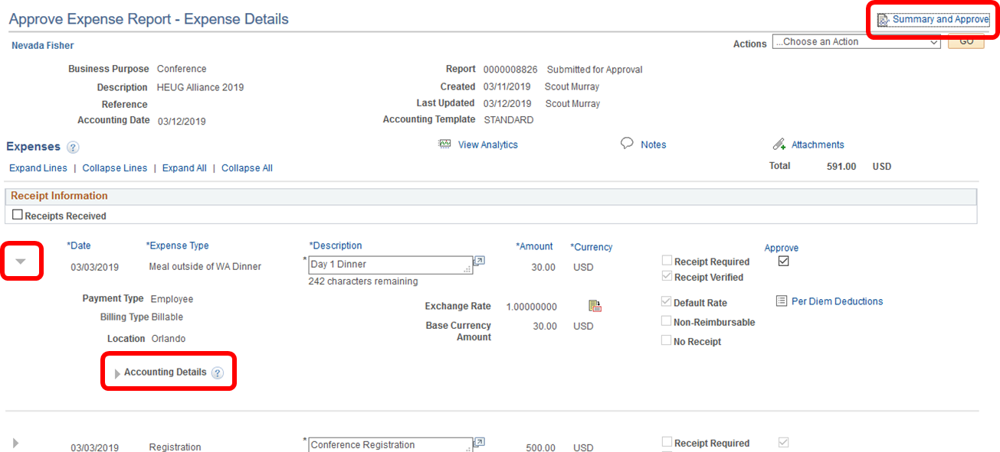 Approve Expense Report - Expense Details
Summary and Approve
Nevada Fisher
Actions ...Choose an Action GO
Business Purpose Conference
Report 0000008826 Submitted for Approval
Description HEUG Alliance 2019
Created 03/11/2019 Scout Murray
Reference
Last Updated 03/12/2019 Scout Murray
Accounting Date 03/12/2019
Accounting Template STANDARD
Expenses ?
View Analytics
Notes
Attachments
Expand Lines | Collapse Lines | Expand All | Collapse All
Total 591.00 USD
Receipt Information
Receipts Received
*Date *Expense Type *Description *Amount *Currency Approve
03/03/2019 Meal outside of WA Dinner * Day 1 Dinner 30.00 USD
Receipt Required
242 characters remaining
Receipt Verified
Payment Type Employee
Exchange Rate 1.00000000
Default Rate
Per Diem Deductions
Billing Type Billable
Base Currency Amount 30.00 USD
Non-Reimbursable
Location Orlando
No Receipt
Accounting Details ?
03/03/2019 Registration * Conference Registration 500.00 USD
Receipt Required